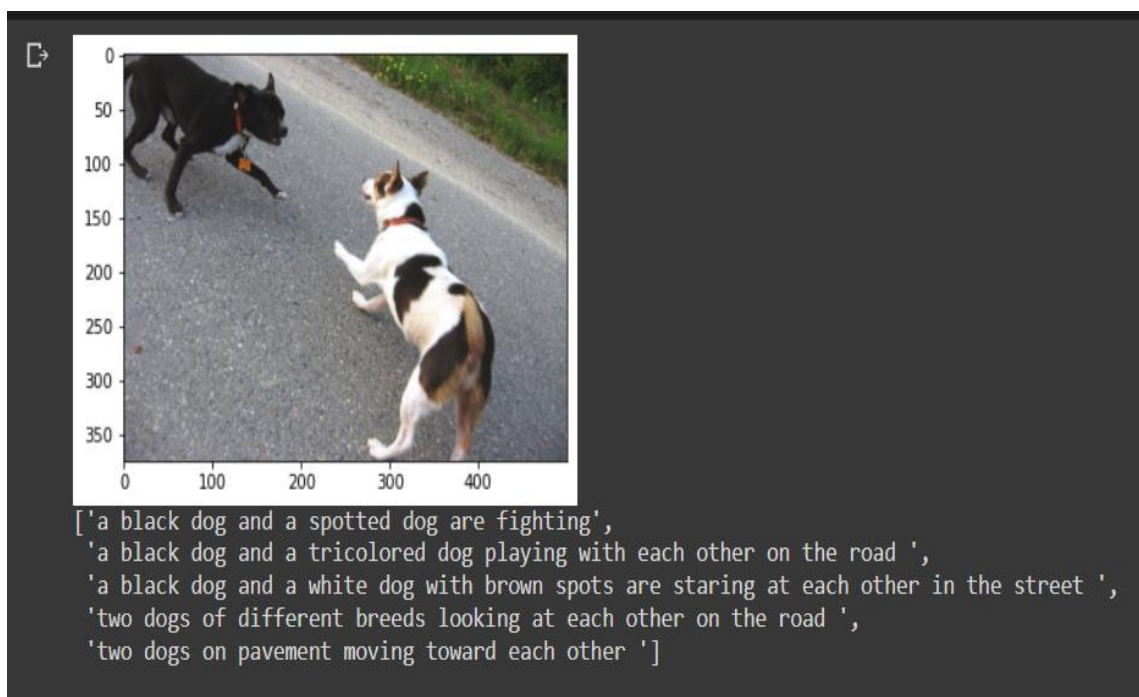 0
50
100
150
200
250
300
350
0 100 200 300 400
['a black dog and a spotted dog are fighting',
'a black dog and a tricolored dog playing with each other on the road ',
'a black dog and a white dog with brown spots are staring at each other in the street ',
'two dogs of different breeds looking at each other on the road ',
'two dogs on pavement moving toward each other ']